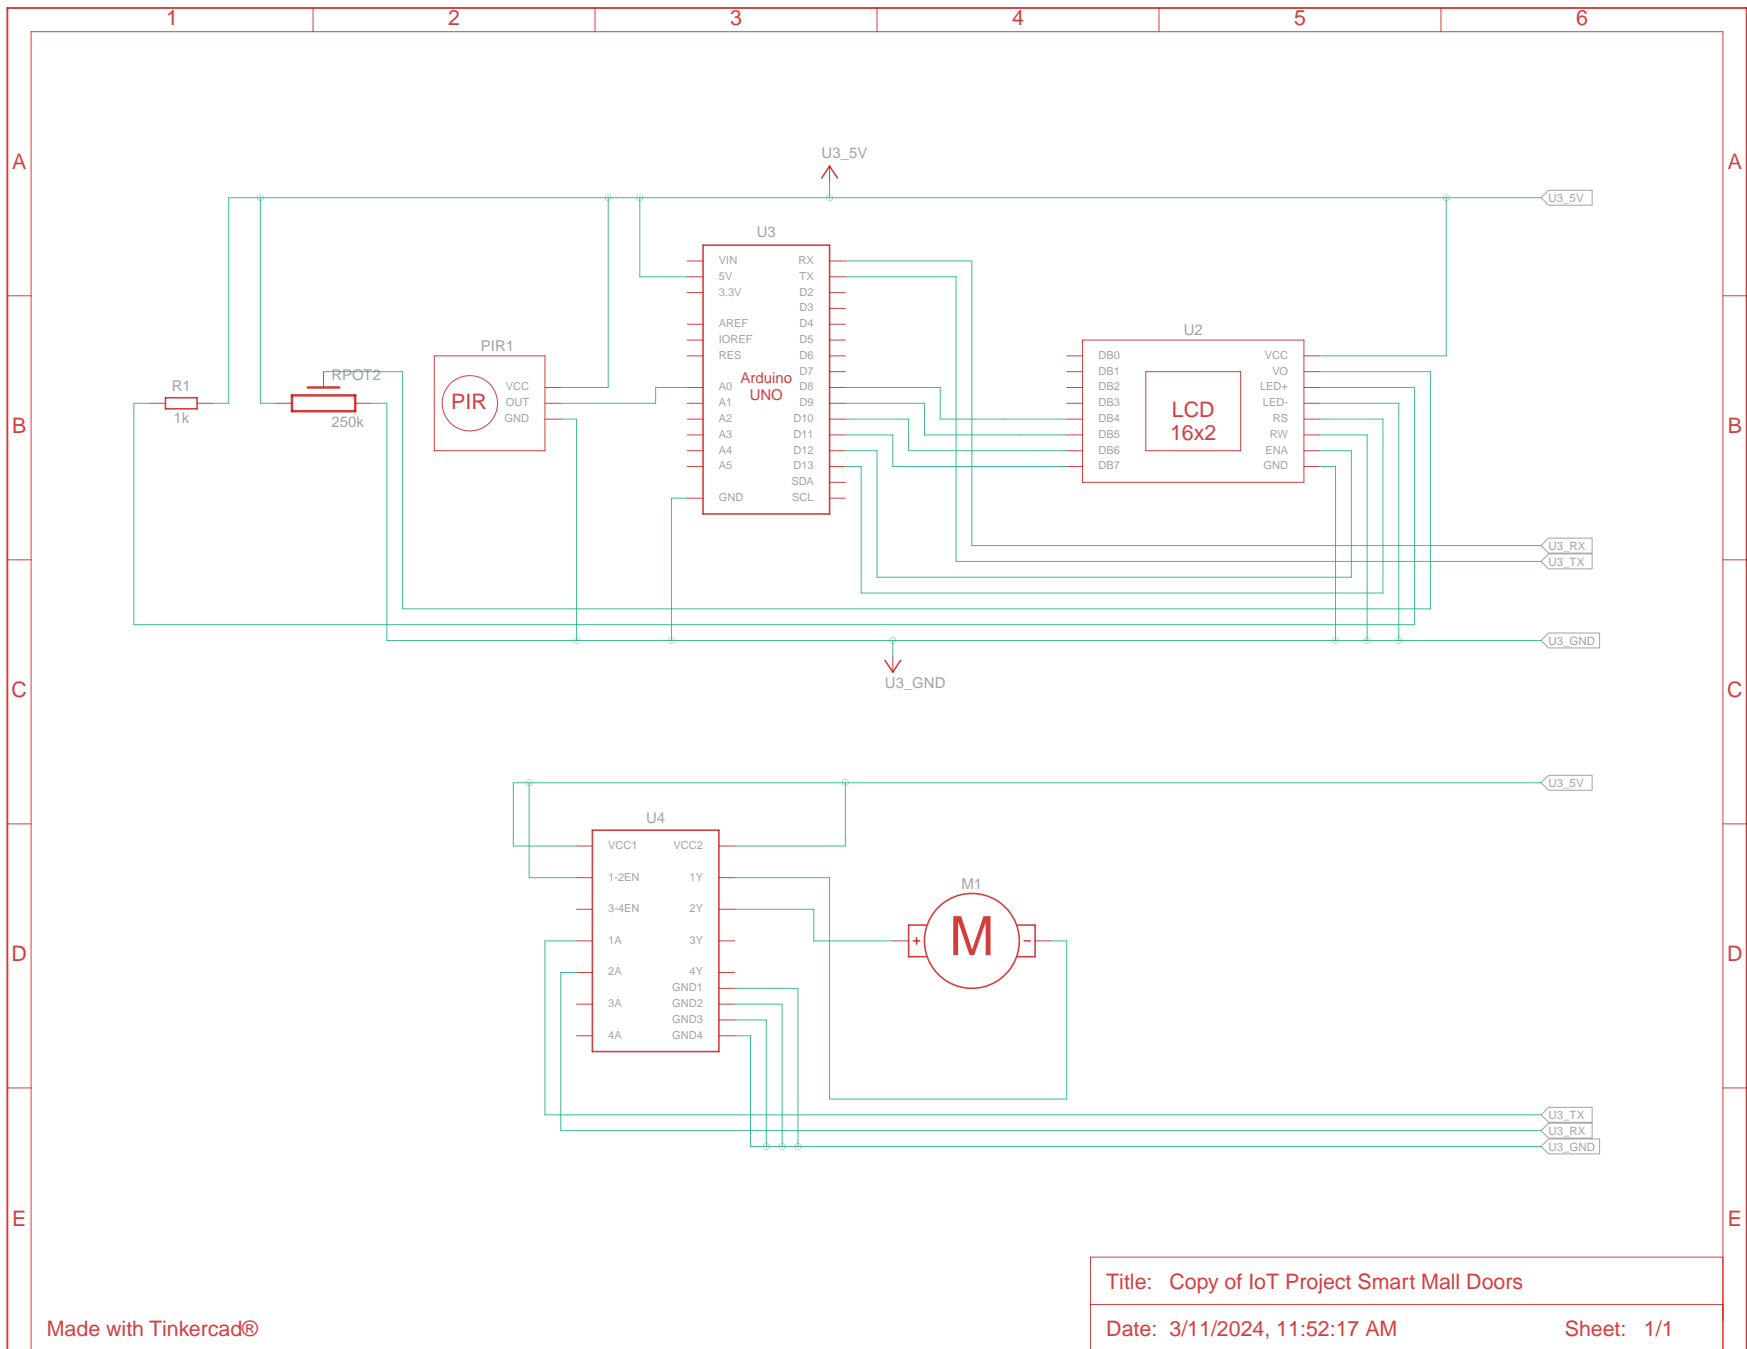 1 2 3 4 5 6
A A
U3_5V
U3_5V
U3
VIN RX
5V TX
3.3V D2
D3
AREF D4
IOREF D5
RES D6
D7
A0 D8
A1 D9
A2 D10
A3 D11
A4 D12
A5 D13
SDA
GND SCL
Arduino
UNO
B B
R1
1k
RPOT2
250k
PIR1
PIR
VCC
OUT
GND
U2
DB0 VCC
DB1 VO
DB2 LED+
DB3 LED-
DB4 RS
DB5 RW
DB6 ENA
DB7 GND
LCD
16x2
U3_RX
U3_TX
U3_GND
U3_GND
C C
U3_5V
U4
VCC1 VCC2
1-2EN 1Y
3-4EN 2Y
1A 3Y
2A 4Y
GND1
3A GND2
GND3
4A GND4
M1
+ M -
D D
U3_TX
U3_RX
U3_GND
E E
Title: Copy of IoT Project Smart Mall Doors
Made with Tinkercad®
Date: 3/11/2024, 11:52:17 AM Sheet: 1/1